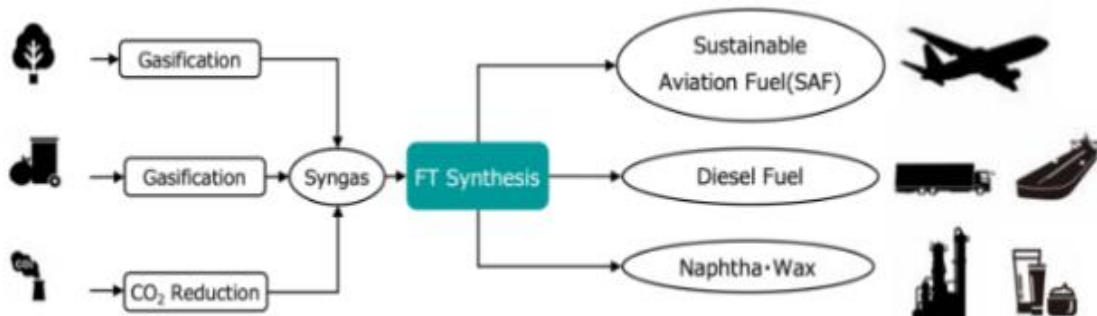 Gasification
Gasification
CO₂ Reduction
Syngas
FT Synthesis
Sustainable
Aviation Fuel(SAF)
Diesel Fuel
Naphtha・Wax